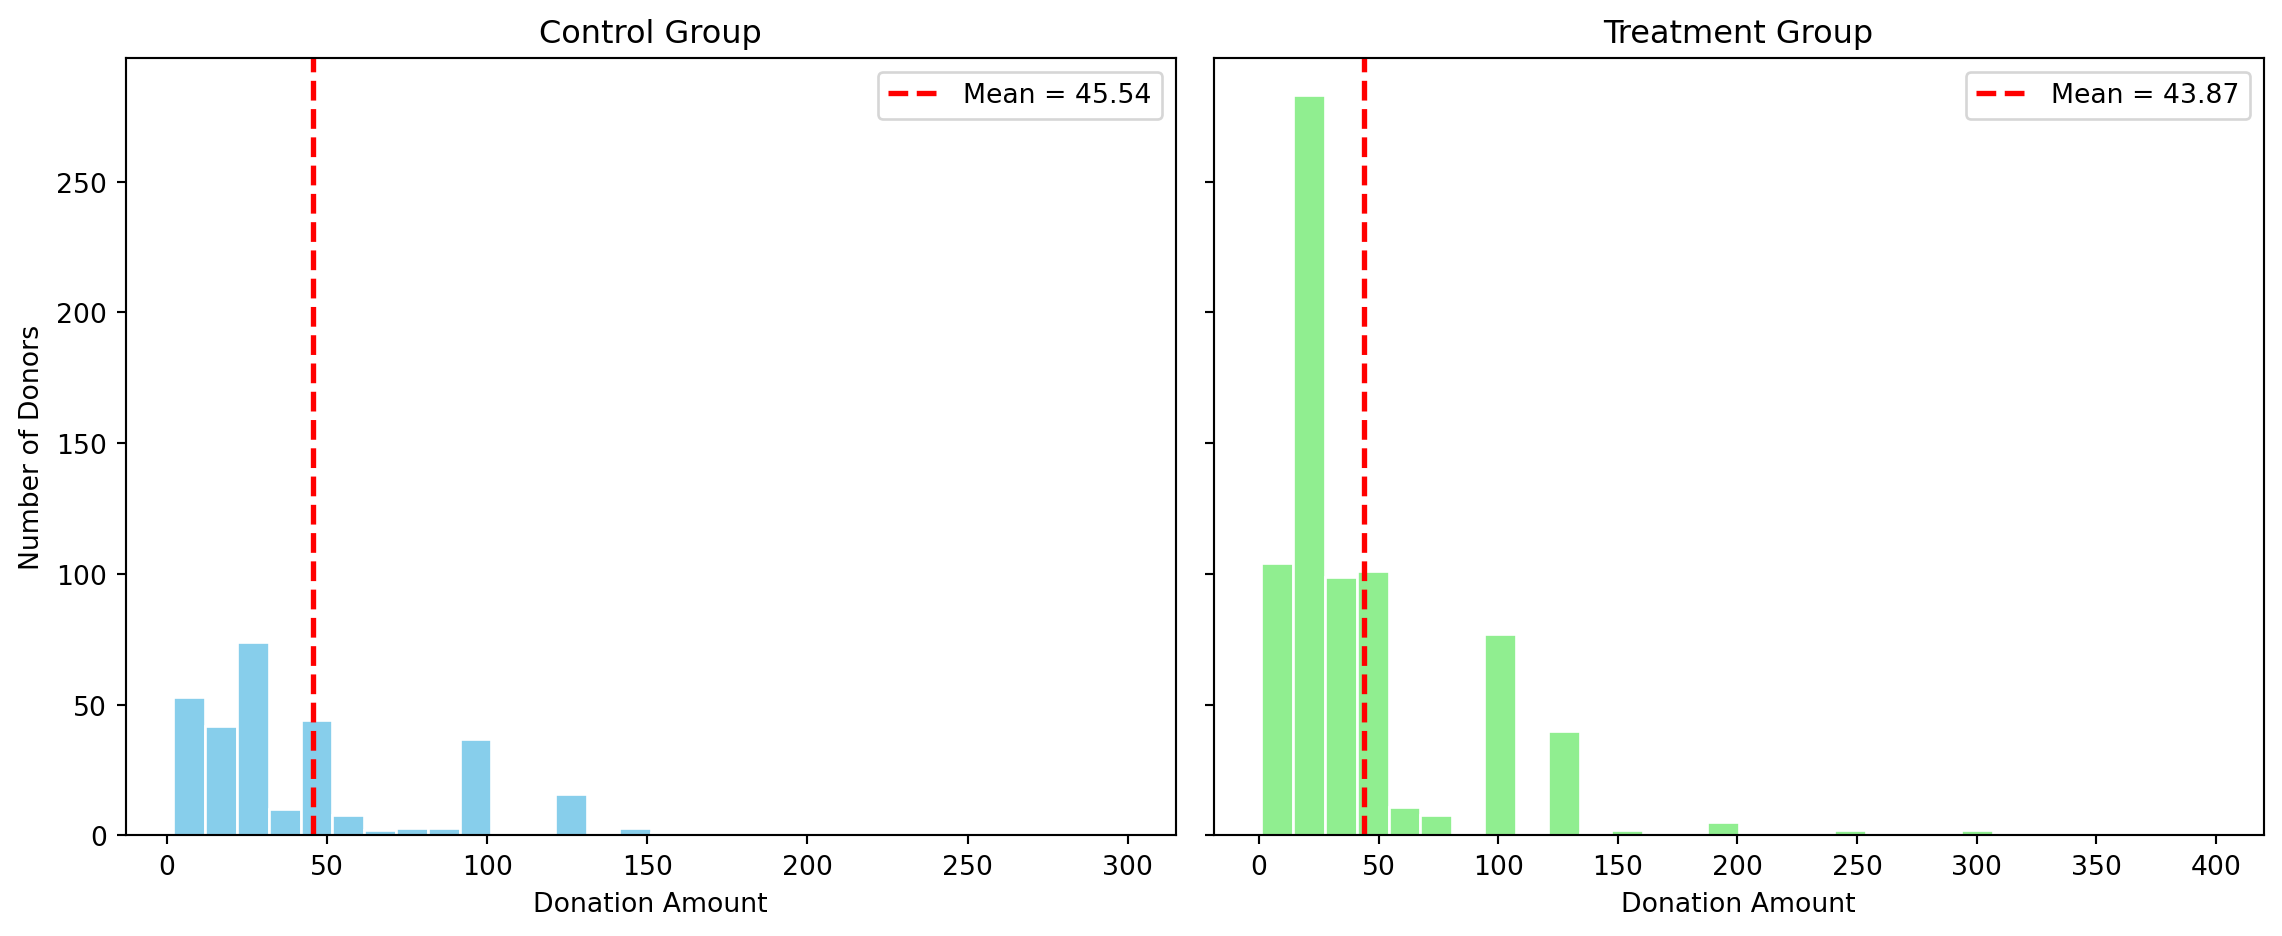 Control Group
Mean = 45.54
Number of Donors
250
200
150
100
50
0
0 50 100 150 200 250 300
Donation Amount
Treatment Group
Mean = 43.87
0 50 100 150 200 250 300 350 400
Donation Amount